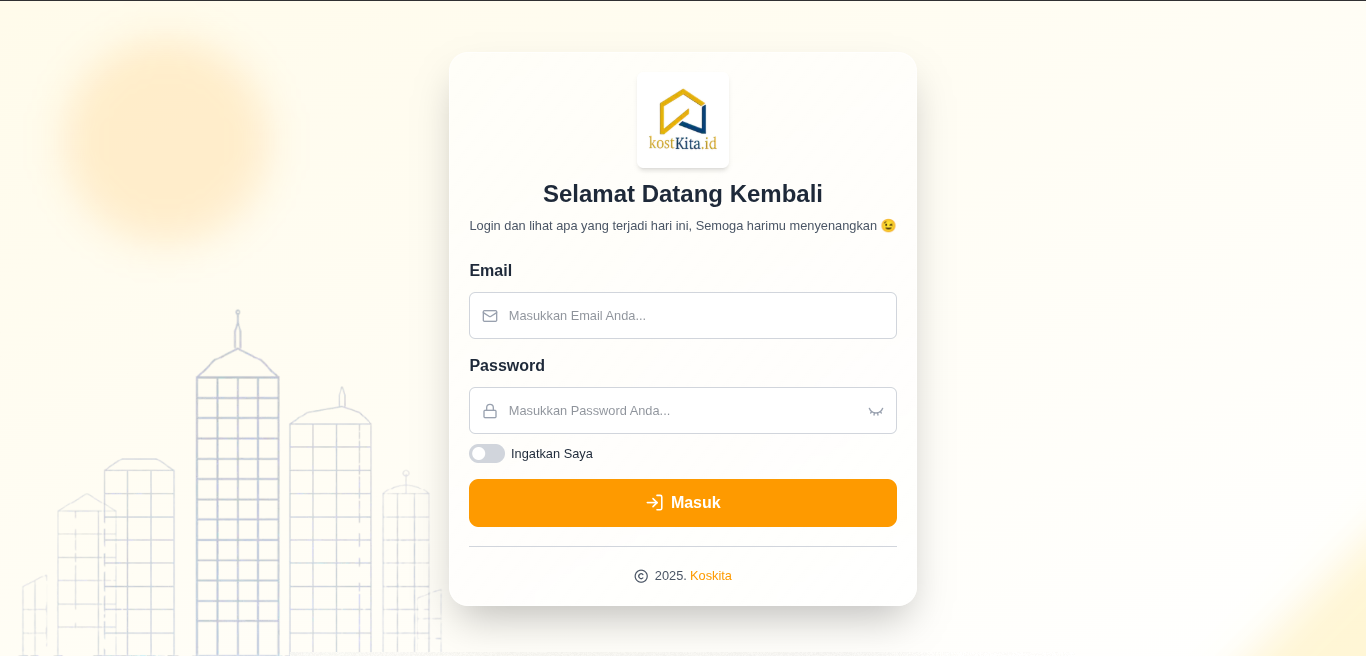 kostKita.id
Selamat Datang Kembali
Login dan lihat apa yang terjadi hari ini, Semoga harimu menyenangkan 😉
Email
Masukkan Email Anda...
Password
Masukkan Password Anda...
Ingatkan Saya
Masuk
© 2025. Koskita